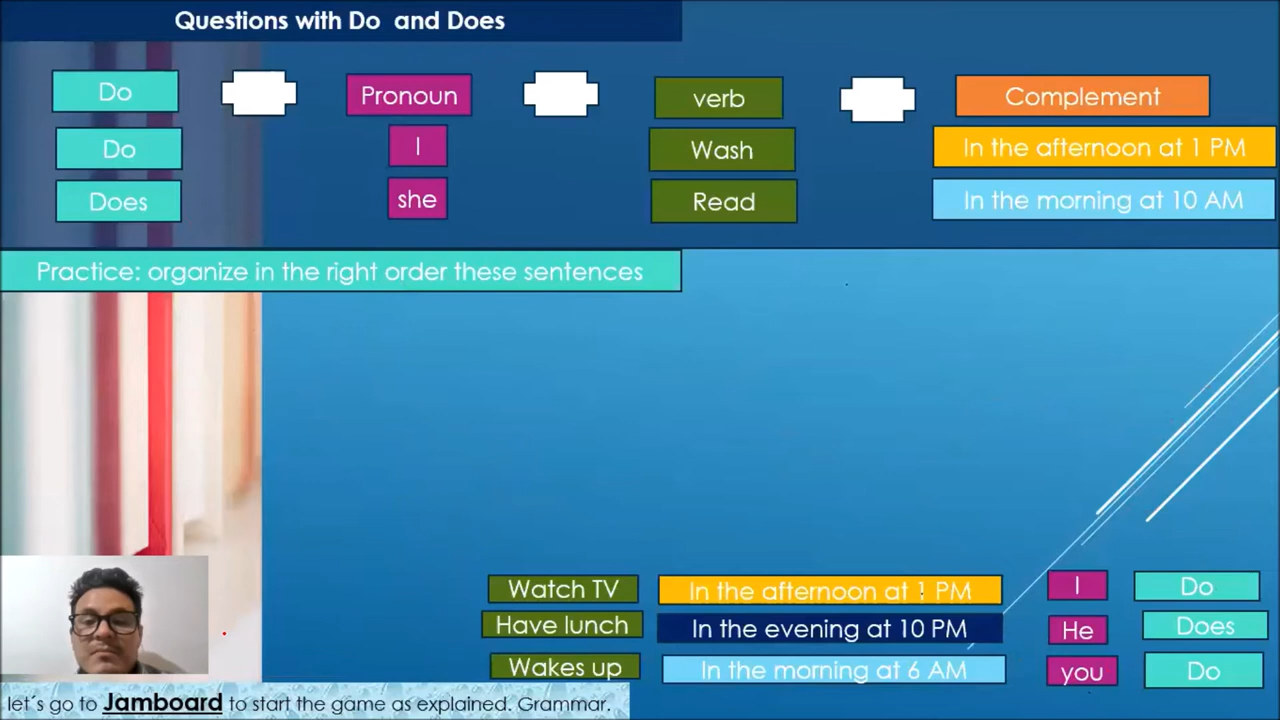 Questions with Do and Does
Do Pronoun verb Complement
Do I Wash In the afternoon at 1 PM
Does she Read In the morning at 10 AM
Practice: organize in the right order these sentences
Watch TV In the afternoon at 1 PM I Do
Have lunch In the evening at 10 PM He Does
Wakes up In the morning at 6 AM you Do
let´s go to Jamboard to start the game as explained. Grammar.